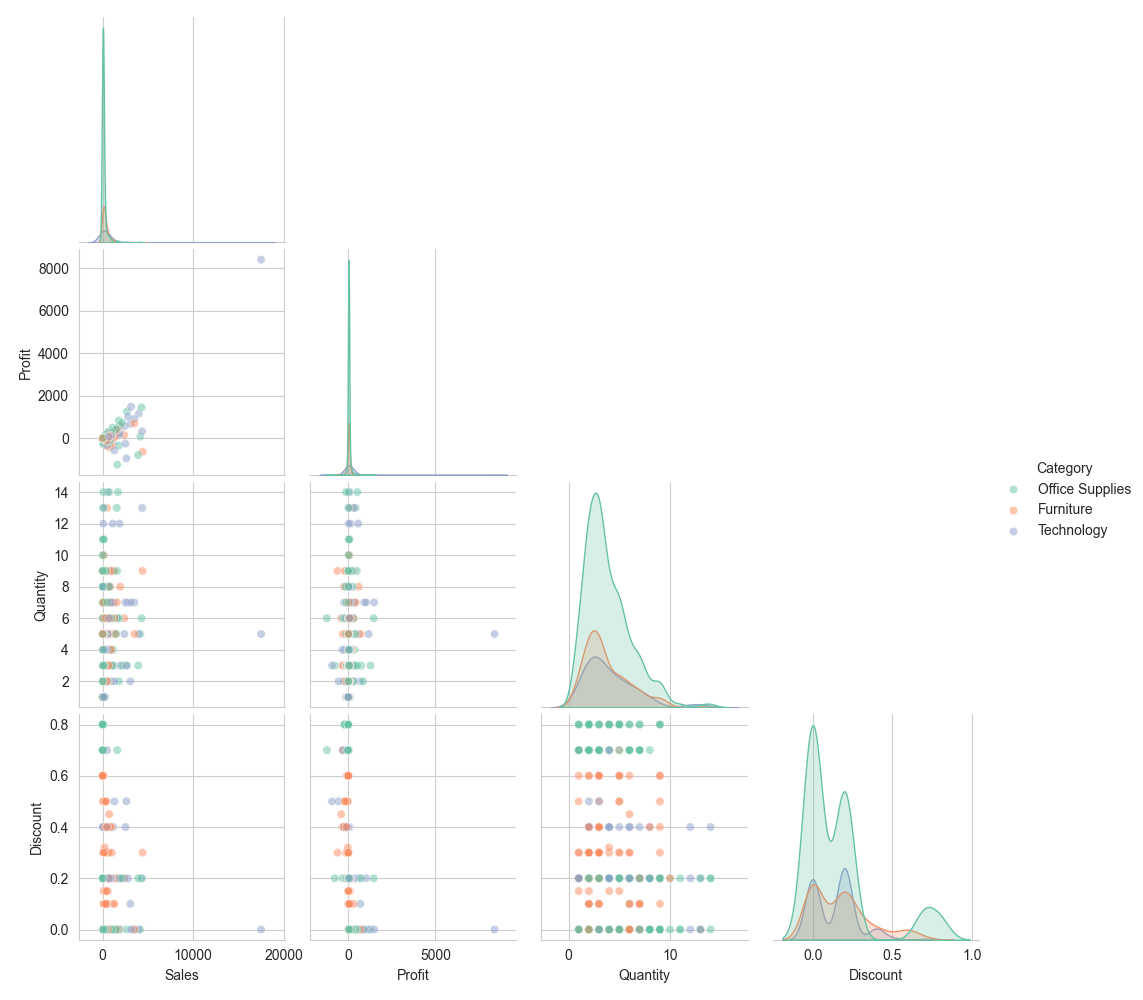 8000
6000
4000
2000
0
Profit
14
12
10
8
6
4
2
Quantity
0.8
0.6
0.4
0.2
0.0
Discount
0 10000 20000
Sales
0 5000
Profit
0 10
Quantity
0.0 0.5 1.0
Discount
Category
Office Supplies
Furniture
Technology